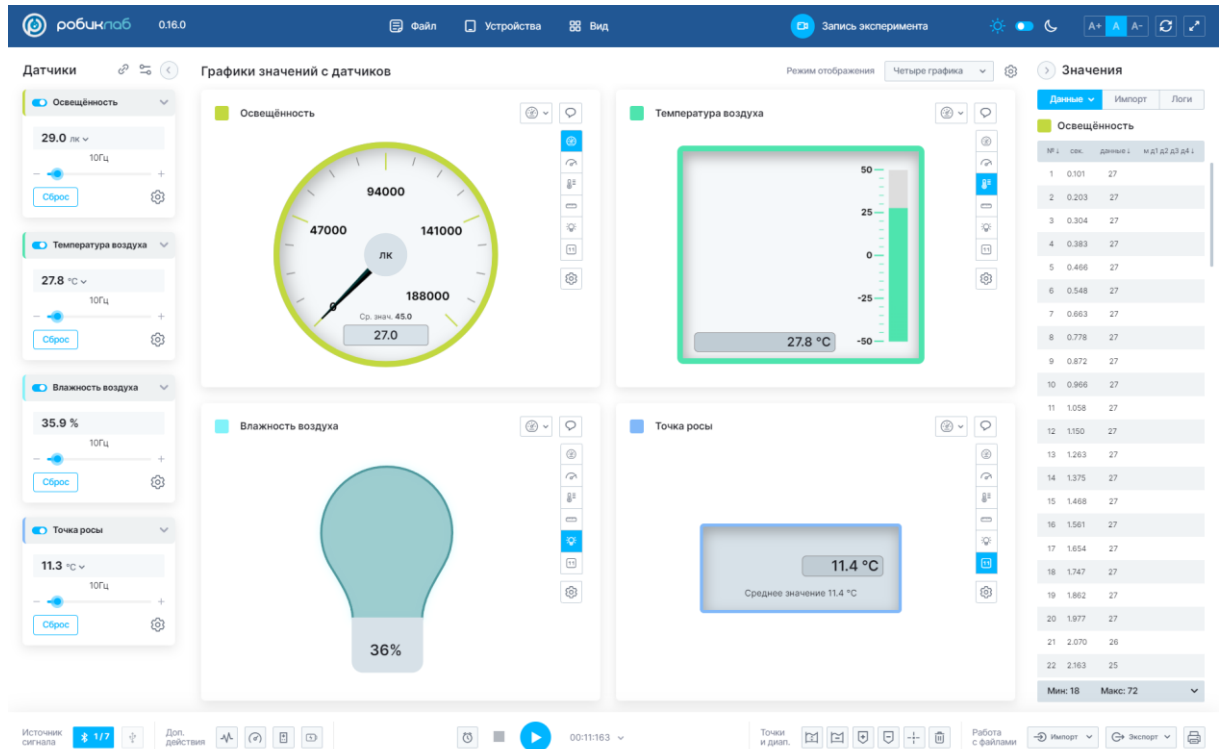 робиклаб 0.16.0 Файл Устройства Вид Запись эксперимента A+ A A-
Датчики
Освещённость
29.0 лк
10Гц
− +
Сброс
Температура воздуха
27.8 °C
10Гц
− +
Сброс
Влажность воздуха
35.9 %
10Гц
− +
Сброс
Точка росы
11.3 °C
10Гц
− +
Сброс
Графики значений с датчиков
Режим отображения Четыре графика
Освещённость
94000
47000 141000
лк
0 188000
Ср. знач. 45.0
27.0
Температура воздуха
50
25
0
-25
-50
27.8 °C
Влажность воздуха
36%
Точка росы
11.4 °C
Среднее значение 11.4 °C
Значения
Данные Импорт Логи
Освещённость
№↓ сек. данные↓ м д1 д2 д3 д4↓
1 0.101 27
2 0.203 27
3 0.304 27
4 0.383 27
5 0.466 27
6 0.548 27
7 0.663 27
8 0.778 27
9 0.872 27
10 0.966 27
11 1.058 27
12 1.150 27
13 1.263 27
14 1.375 27
15 1.468 27
16 1.561 27
17 1.654 27
18 1.747 27
19 1.862 27
20 1.977 27
21 2.070 26
22 2.163 25
Мин: 18 Макс: 72
Источник
сигнала
1/7
Доп.
действия
00:11:163
Точки
и диап.
Работа
с файлами
Импорт Экспорт